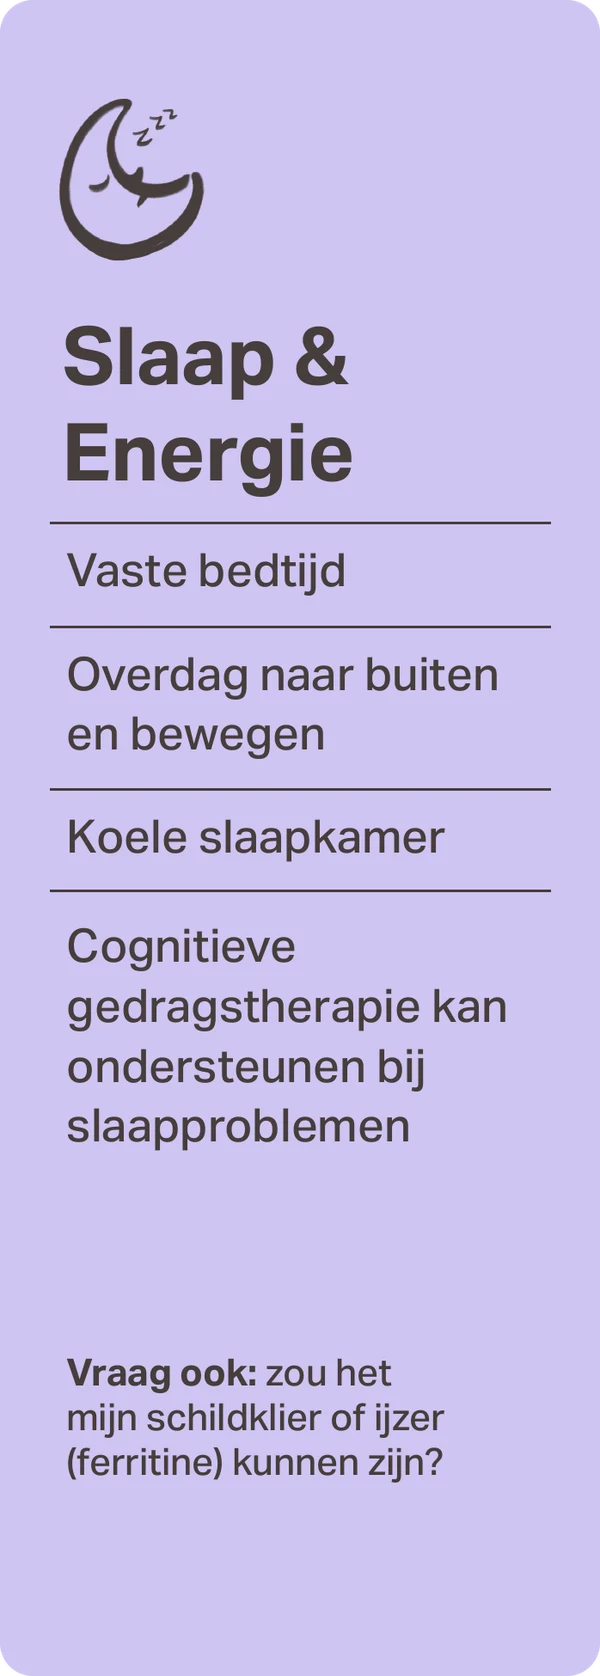 zzz
Slaap &
Energie
Vaste bedtijd
Overdag naar buiten
en bewegen
Koele slaapkamer
Cognitieve
gedragstherapie kan
ondersteunen bij
slaapproblemen
Vraag ook: zou het
mijn schildklier of ijzer
(ferritine) kunnen zijn?